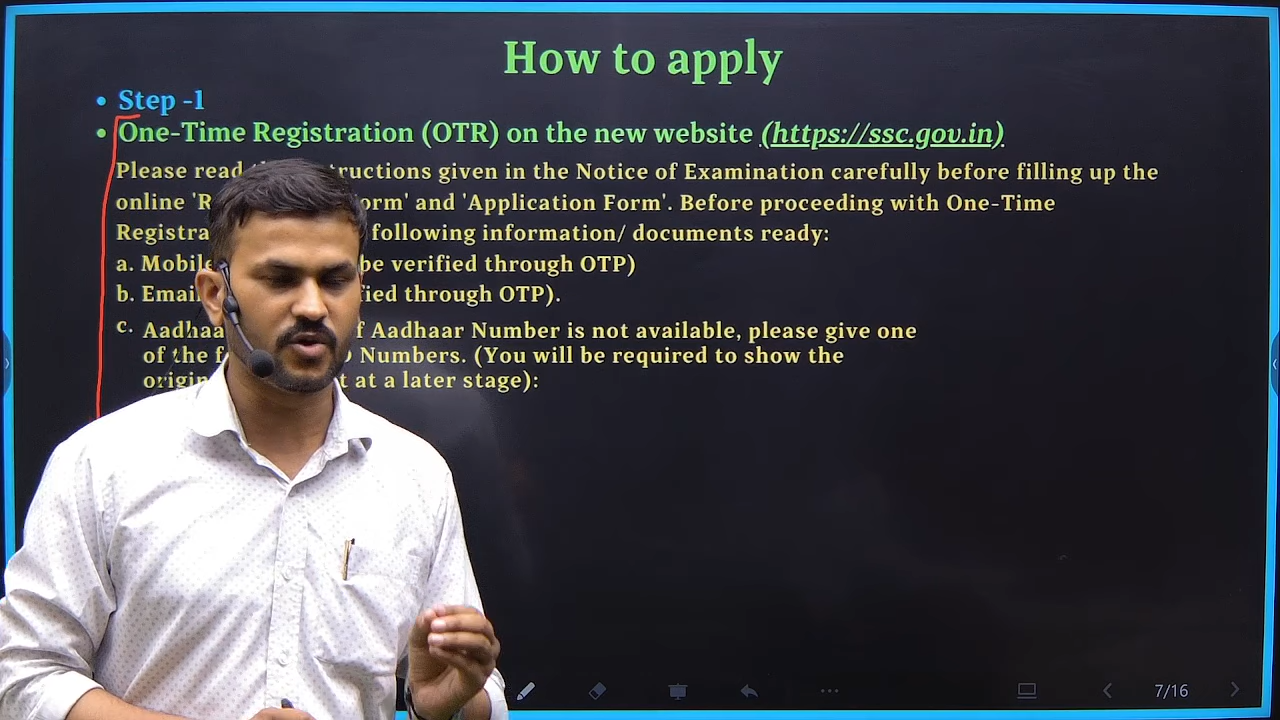 How to apply
• Step -1
• One-Time Registration (OTR) on the new website (https://ssc.gov.in)
Please read ructions given in the Notice of Examination carefully before filling up the
online 'R orm' and 'Application Form'. Before proceeding with One-Time
Registra following information/ documents ready:
a. Mobile be verified through OTP)
b. Email fied through OTP).
c. Aadhaa f Aadhaar Number is not available, please give one
of the f Numbers. (You will be required to show the
origin t at a later stage):
7/16